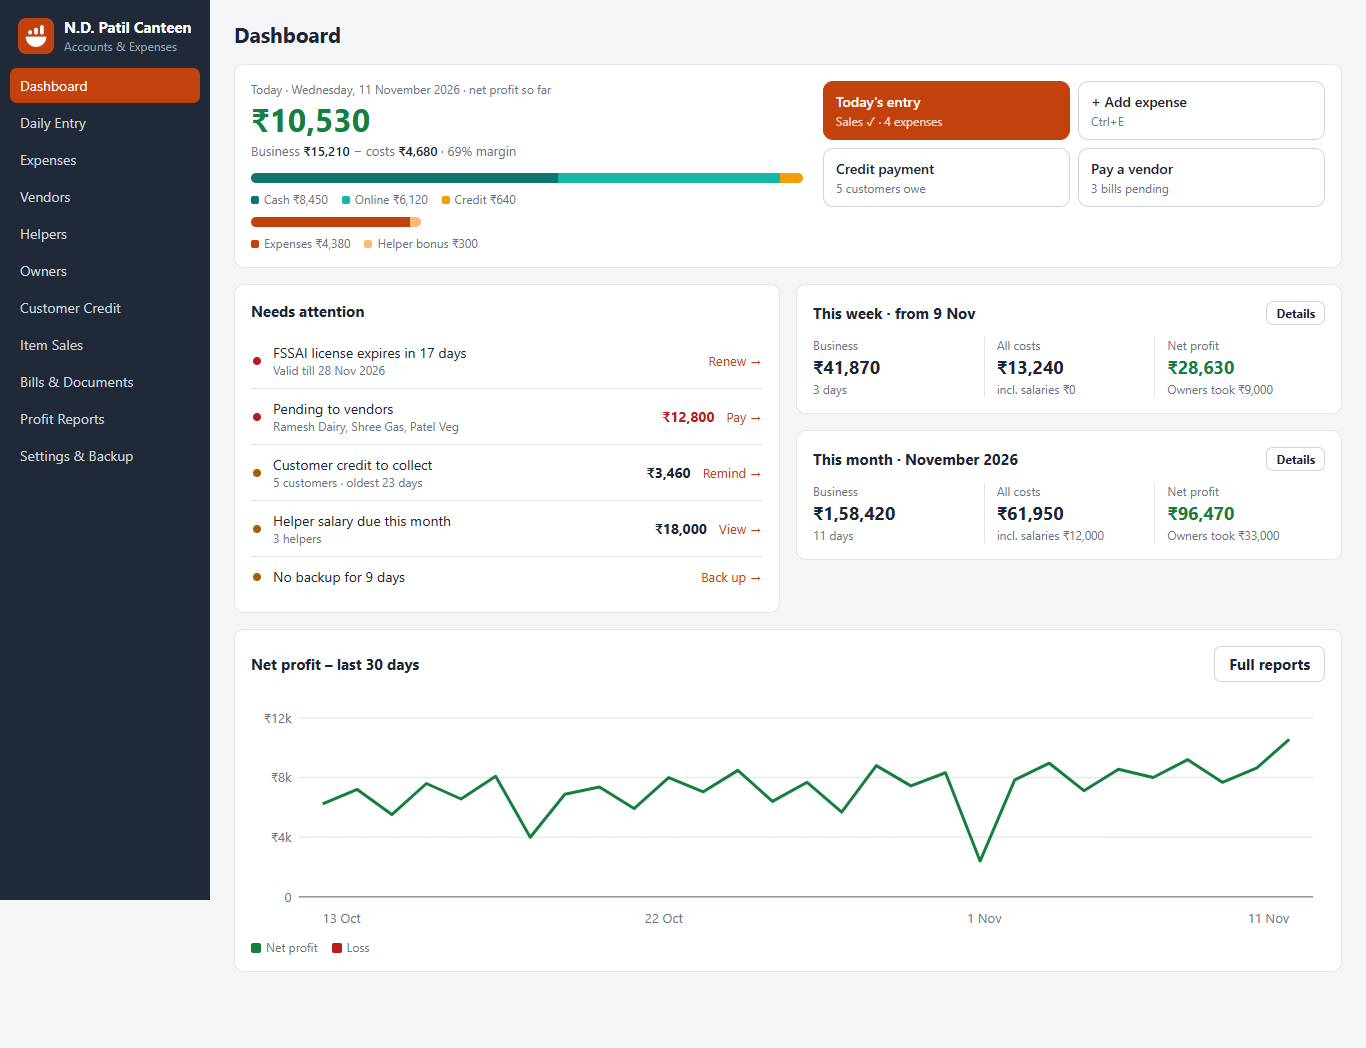 N.D. Patil Canteen
Accounts & Expenses
Dashboard
Daily Entry
Expenses
Vendors
Helpers
Owners
Customer Credit
Item Sales
Bills & Documents
Profit Reports
Settings & Backup
Dashboard
Today · Wednesday, 11 November 2026 · net profit so far
₹10,530
Business ₹15,210 − costs ₹4,680 · 69% margin
Cash ₹8,450 Online ₹6,120 Credit ₹640
Expenses ₹4,380 Helper bonus ₹300
Today's entry
Sales ✓ · 4 expenses
+ Add expense
Ctrl+E
Credit payment
5 customers owe
Pay a vendor
3 bills pending
Needs attention
FSSAI license expires in 17 days
Valid till 28 Nov 2026
Renew →
Pending to vendors
Ramesh Dairy, Shree Gas, Patel Veg
₹12,800 Pay →
Customer credit to collect
5 customers · oldest 23 days
₹3,460 Remind →
Helper salary due this month
3 helpers
₹18,000 View →
No backup for 9 days Back up →
This week · from 9 Nov Details
Business
₹41,870
3 days
All costs
₹13,240
incl. salaries ₹0
Net profit
₹28,630
Owners took ₹9,000
This month · November 2026 Details
Business
₹1,58,420
11 days
All costs
₹61,950
incl. salaries ₹12,000
Net profit
₹96,470
Owners took ₹33,000
Net profit – last 30 days Full reports
₹12k
₹8k
₹4k
0
13 Oct 22 Oct 1 Nov 11 Nov
Net profit Loss